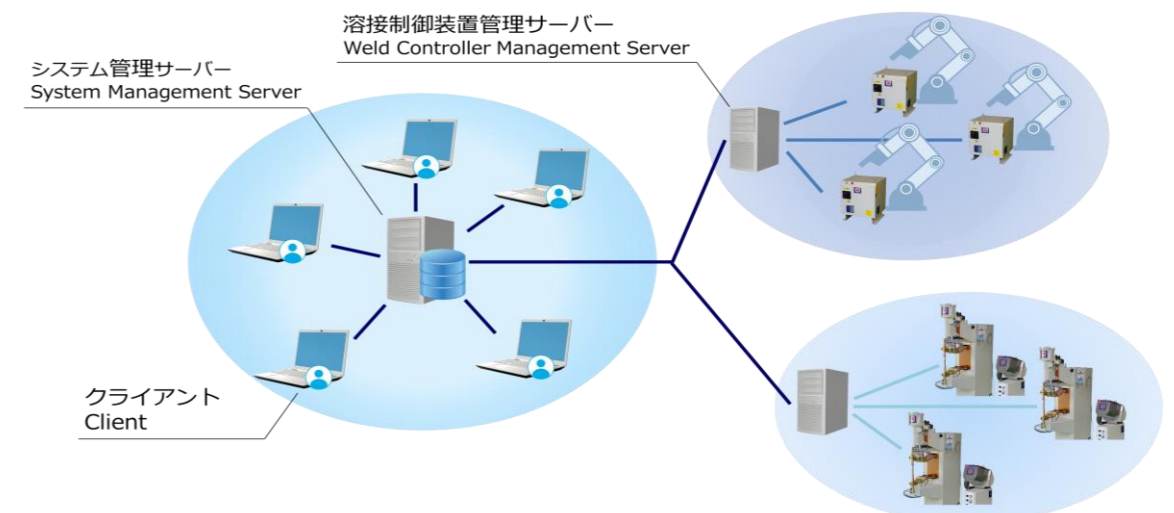 溶接制御装置管理サーバー
Weld Controller Management Server
システム管理サーバー
System Management Server
クライアント
Client